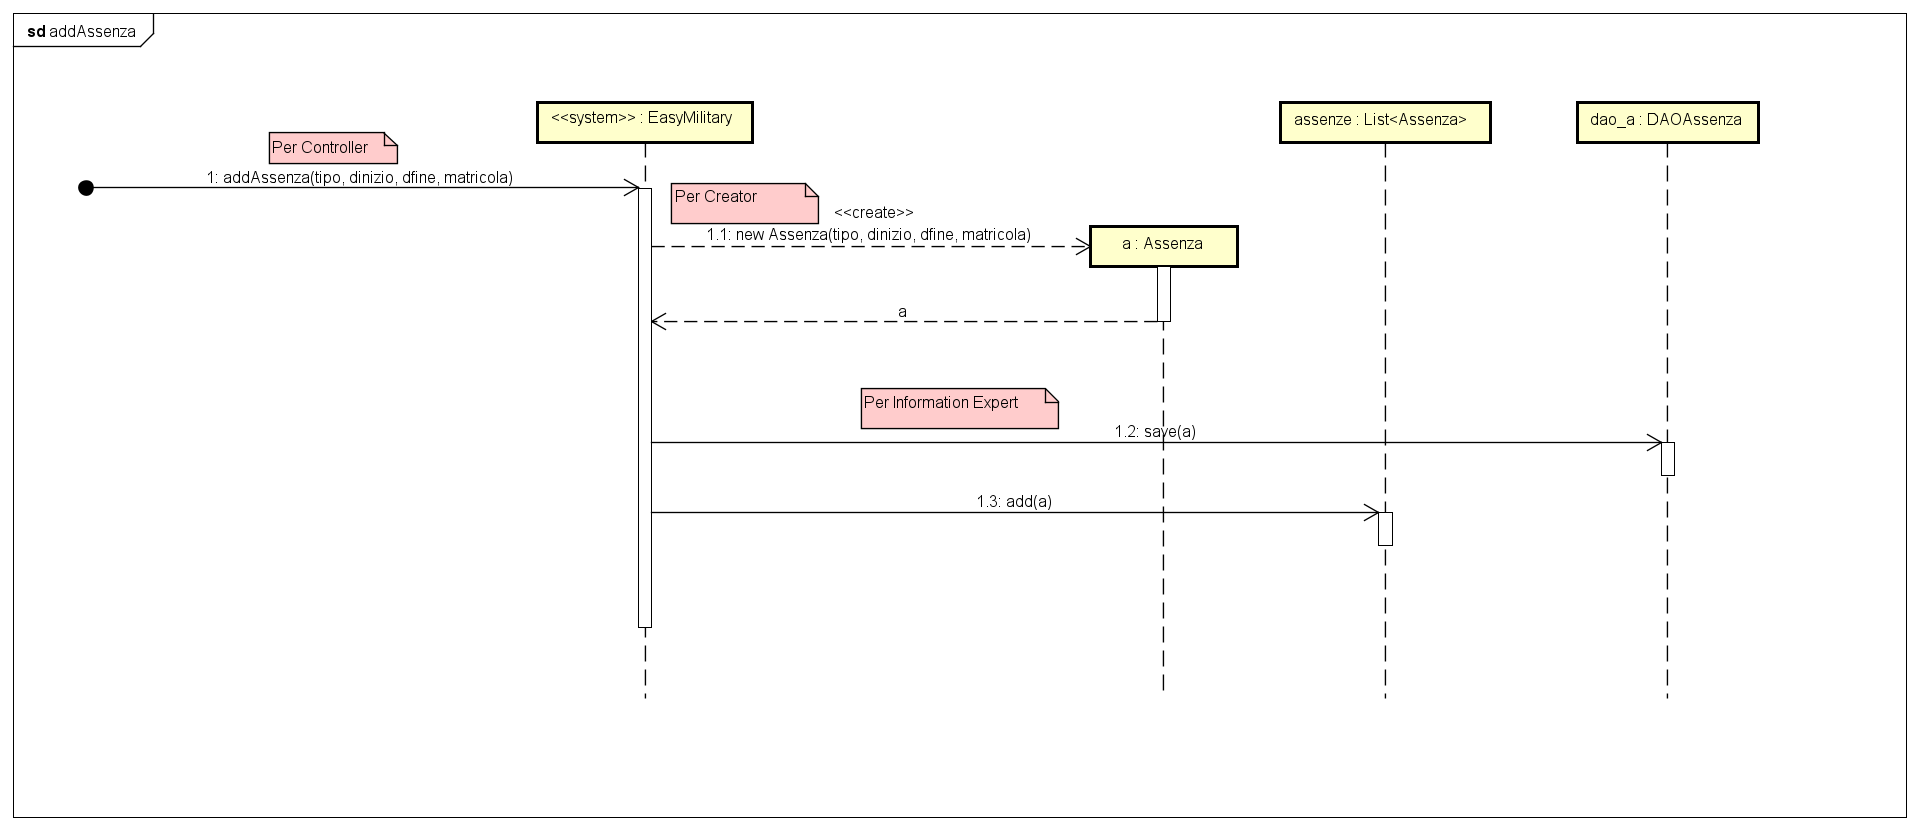 sd addAssenza
<<system>> : EasyMilitary
assenze : List<Assenza>
dao_a : DAOAssenza
Per Controller
1: addAssenza(tipo, dinizio, dfine, matricola)
Per Creator
<<create>>
1.1: new Assenza(tipo, dinizio, dfine, matricola)
a : Assenza
a
Per Information Expert
1.2: save(a)
1.3: add(a)